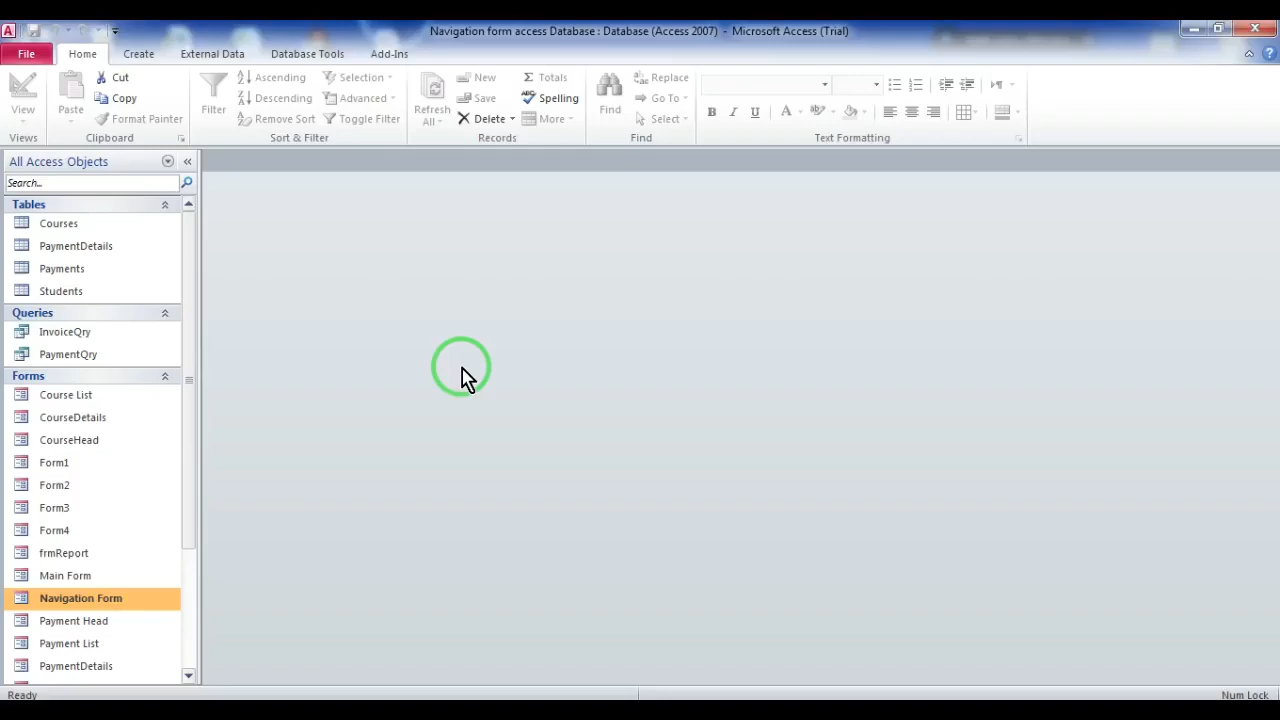 Navigation form access Database : Database (Access 2007) - Microsoft Access (Trial)
File Home Create External Data Database Tools Add-Ins
View
Views
Paste
Cut
Copy
Format Painter
Clipboard
Filter
Ascending
Descending
Remove Sort
Selection
Advanced
Toggle Filter
Sort & Filter
Refresh
All
New
Save
Delete
Totals
Spelling
More
Records
Find
Replace
Go To
Select
Find
B I U A
Text Formatting
All Access Objects
Search...
Tables
Courses
PaymentDetails
Payments
Students
Queries
InvoiceQry
PaymentQry
Forms
Course List
CourseDetails
CourseHead
Form1
Form2
Form3
Form4
frmReport
Main Form
Navigation Form
Payment Head
Payment List
PaymentDetails
Ready
Num Lock